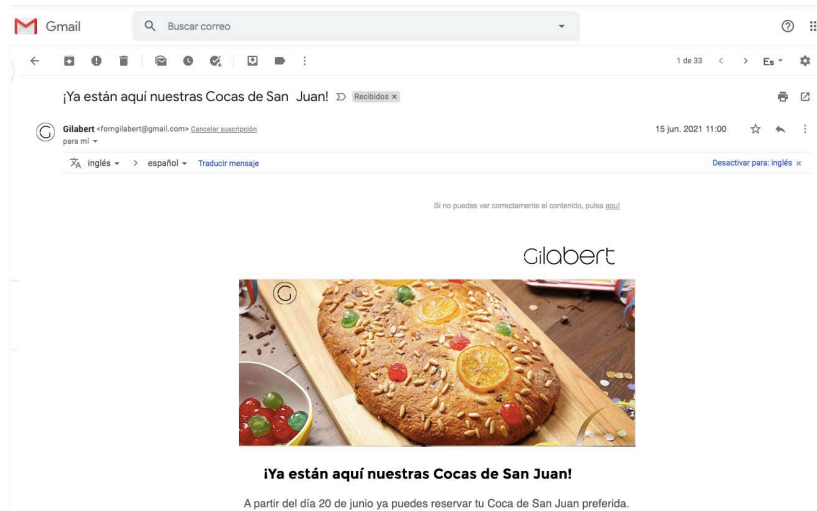 Gmail
Buscar correo
1 de 33
Es
¡Ya están aquí nuestras Cocas de San Juan!
Recibidos ×
Gilabert <forngilabert@gmail.com> Cancelar suscripción
15 jun. 2021 11:00
para mí
inglés > español Traducir mensaje
Desactivar para: inglés ×
Si no puedes ver correctamente el contenido, pulsa aquí
Gilabert
¡Ya están aquí nuestras Cocas de San Juan!
A partir del día 20 de junio ya puedes reservar tu Coca de San Juan preferida.